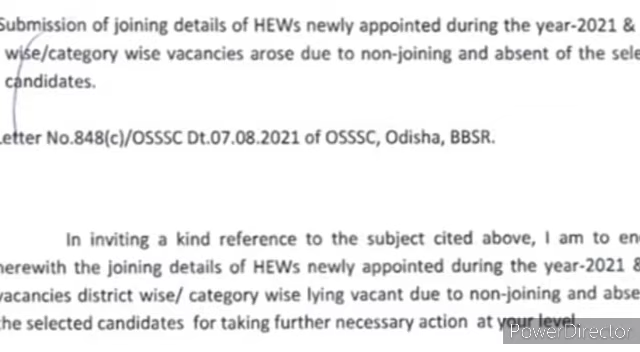 Submission of joining details of HEWs newly appointed during the year-2021 &
wise/category wise vacancies arose due to non-joining and absent of the sele
candidates.
Letter No.848(c)/OSSSC Dt.07.08.2021 of OSSSC, Odisha, BBSR.
In inviting a kind reference to the subject cited above, I am to en
herewith the joining details of HEWs newly appointed during the year-2021 &
vacancies district wise/ category wise lying vacant due to non-joining and abse
the selected candidates for taking further necessary action at your level.
PowerDirector